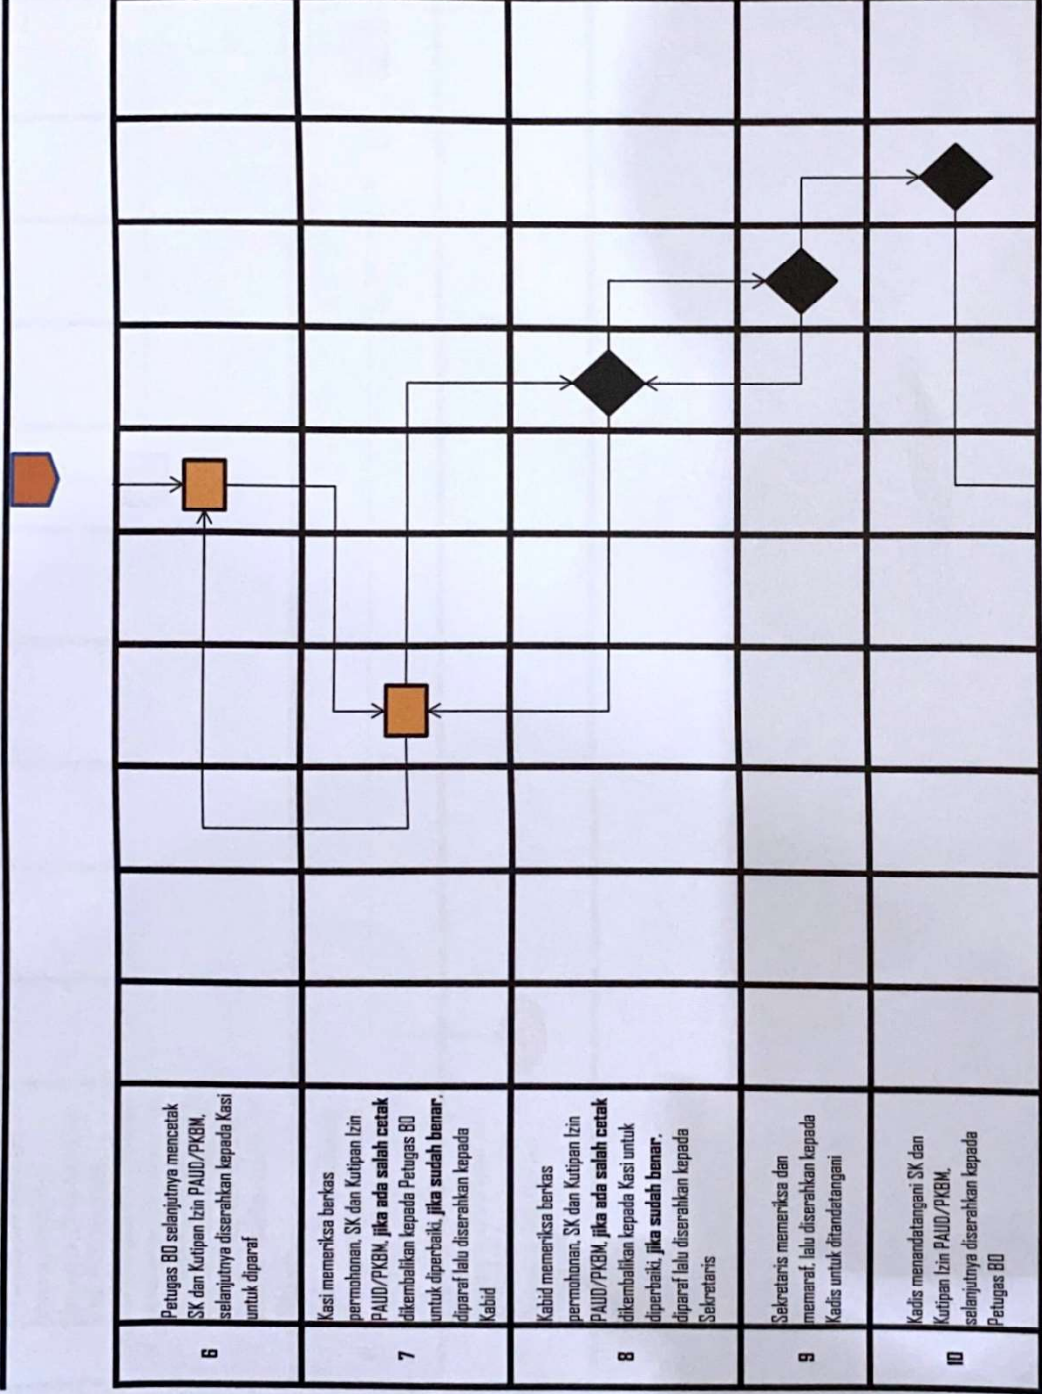 6
Petugas BO selanjutnya mencetak
SK dan Kutipan Izin PAUD/PKBM,
selanjutnya diserahkan kepada Kasi
untuk diparaf
7
Kasi memeriksa berkas
permohonan, SK dan Kutipan Izin
PAUD/PKBM, jika ada salah cetak
dikembalikan kepada Petugas BO
untuk diperbaiki, jika sudah benar,
diparaf lalu diserahkan kepada
Kabid
8
Kabid memeriksa berkas
permohonan, SK dan Kutipan Izin
PAUD/PKBM, jika ada salah cetak
dikembalikan kepada Kasi untuk
diperbaiki, jika sudah benar,
diparaf lalu diserahkan kepada
Sekretaris
9
Sekretaris memeriksa dan
memaraf, lalu diserahkan kepada
Kadis untuk ditandatangani
10
Kadis menandatangani SK dan
Kutipan Izin PAUD/PKBM,
selanjutnya diserahkan kepada
Petugas BO